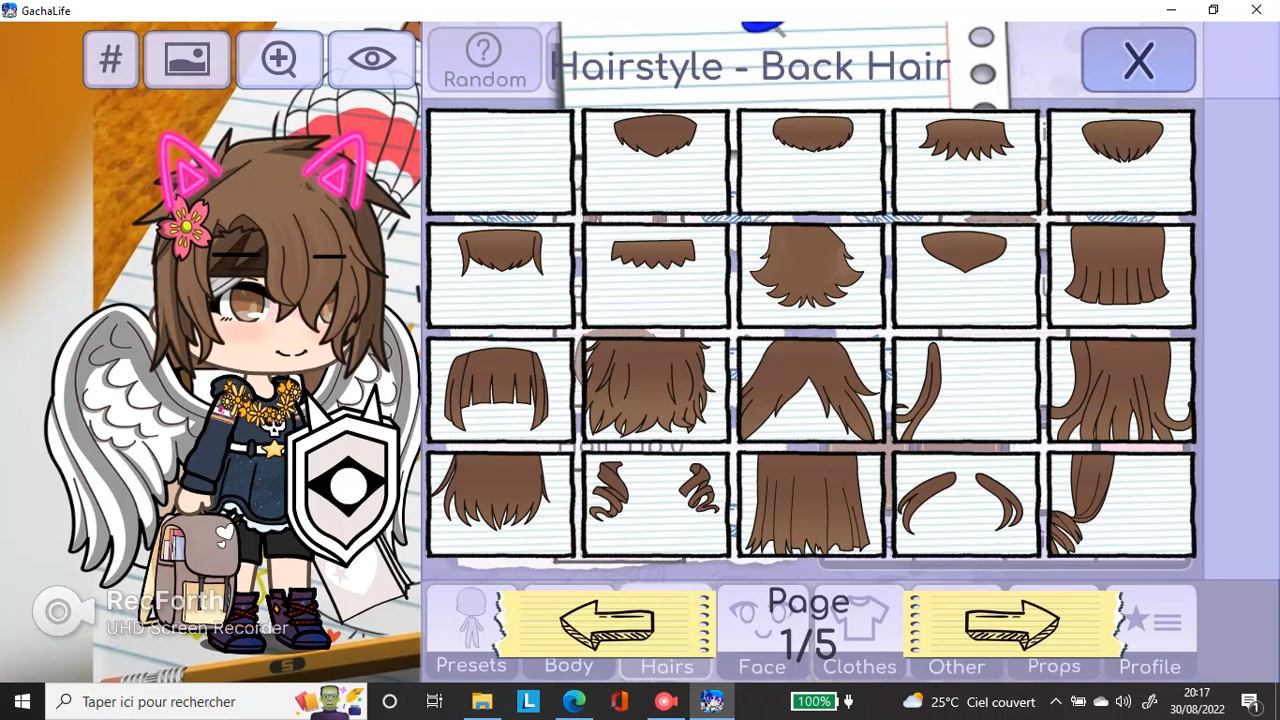 GachaLife
#
Random
Hairstyle - Back Hair
X
Page
1/5
Presets
Body
Hairs
Face
Clothes
Other
Props
Profile
RecForth
UHD Screen Recorder
Taper ici pour rechercher
L
100%
25°C Ciel couvert
20:17
30/08/2022
1